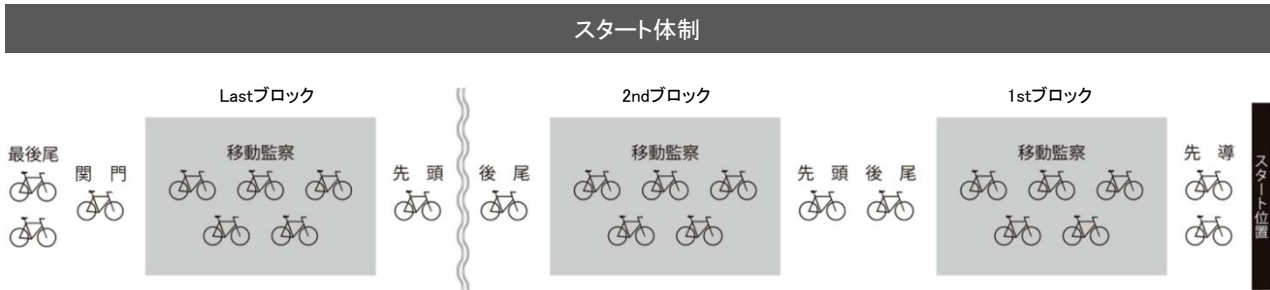 スタート体制
Lastブロック
2ndブロック
1stブロック
最後尾
関門
移動監察
先頭
後尾
移動監察
先頭
後尾
移動監察
先導
スタート位置